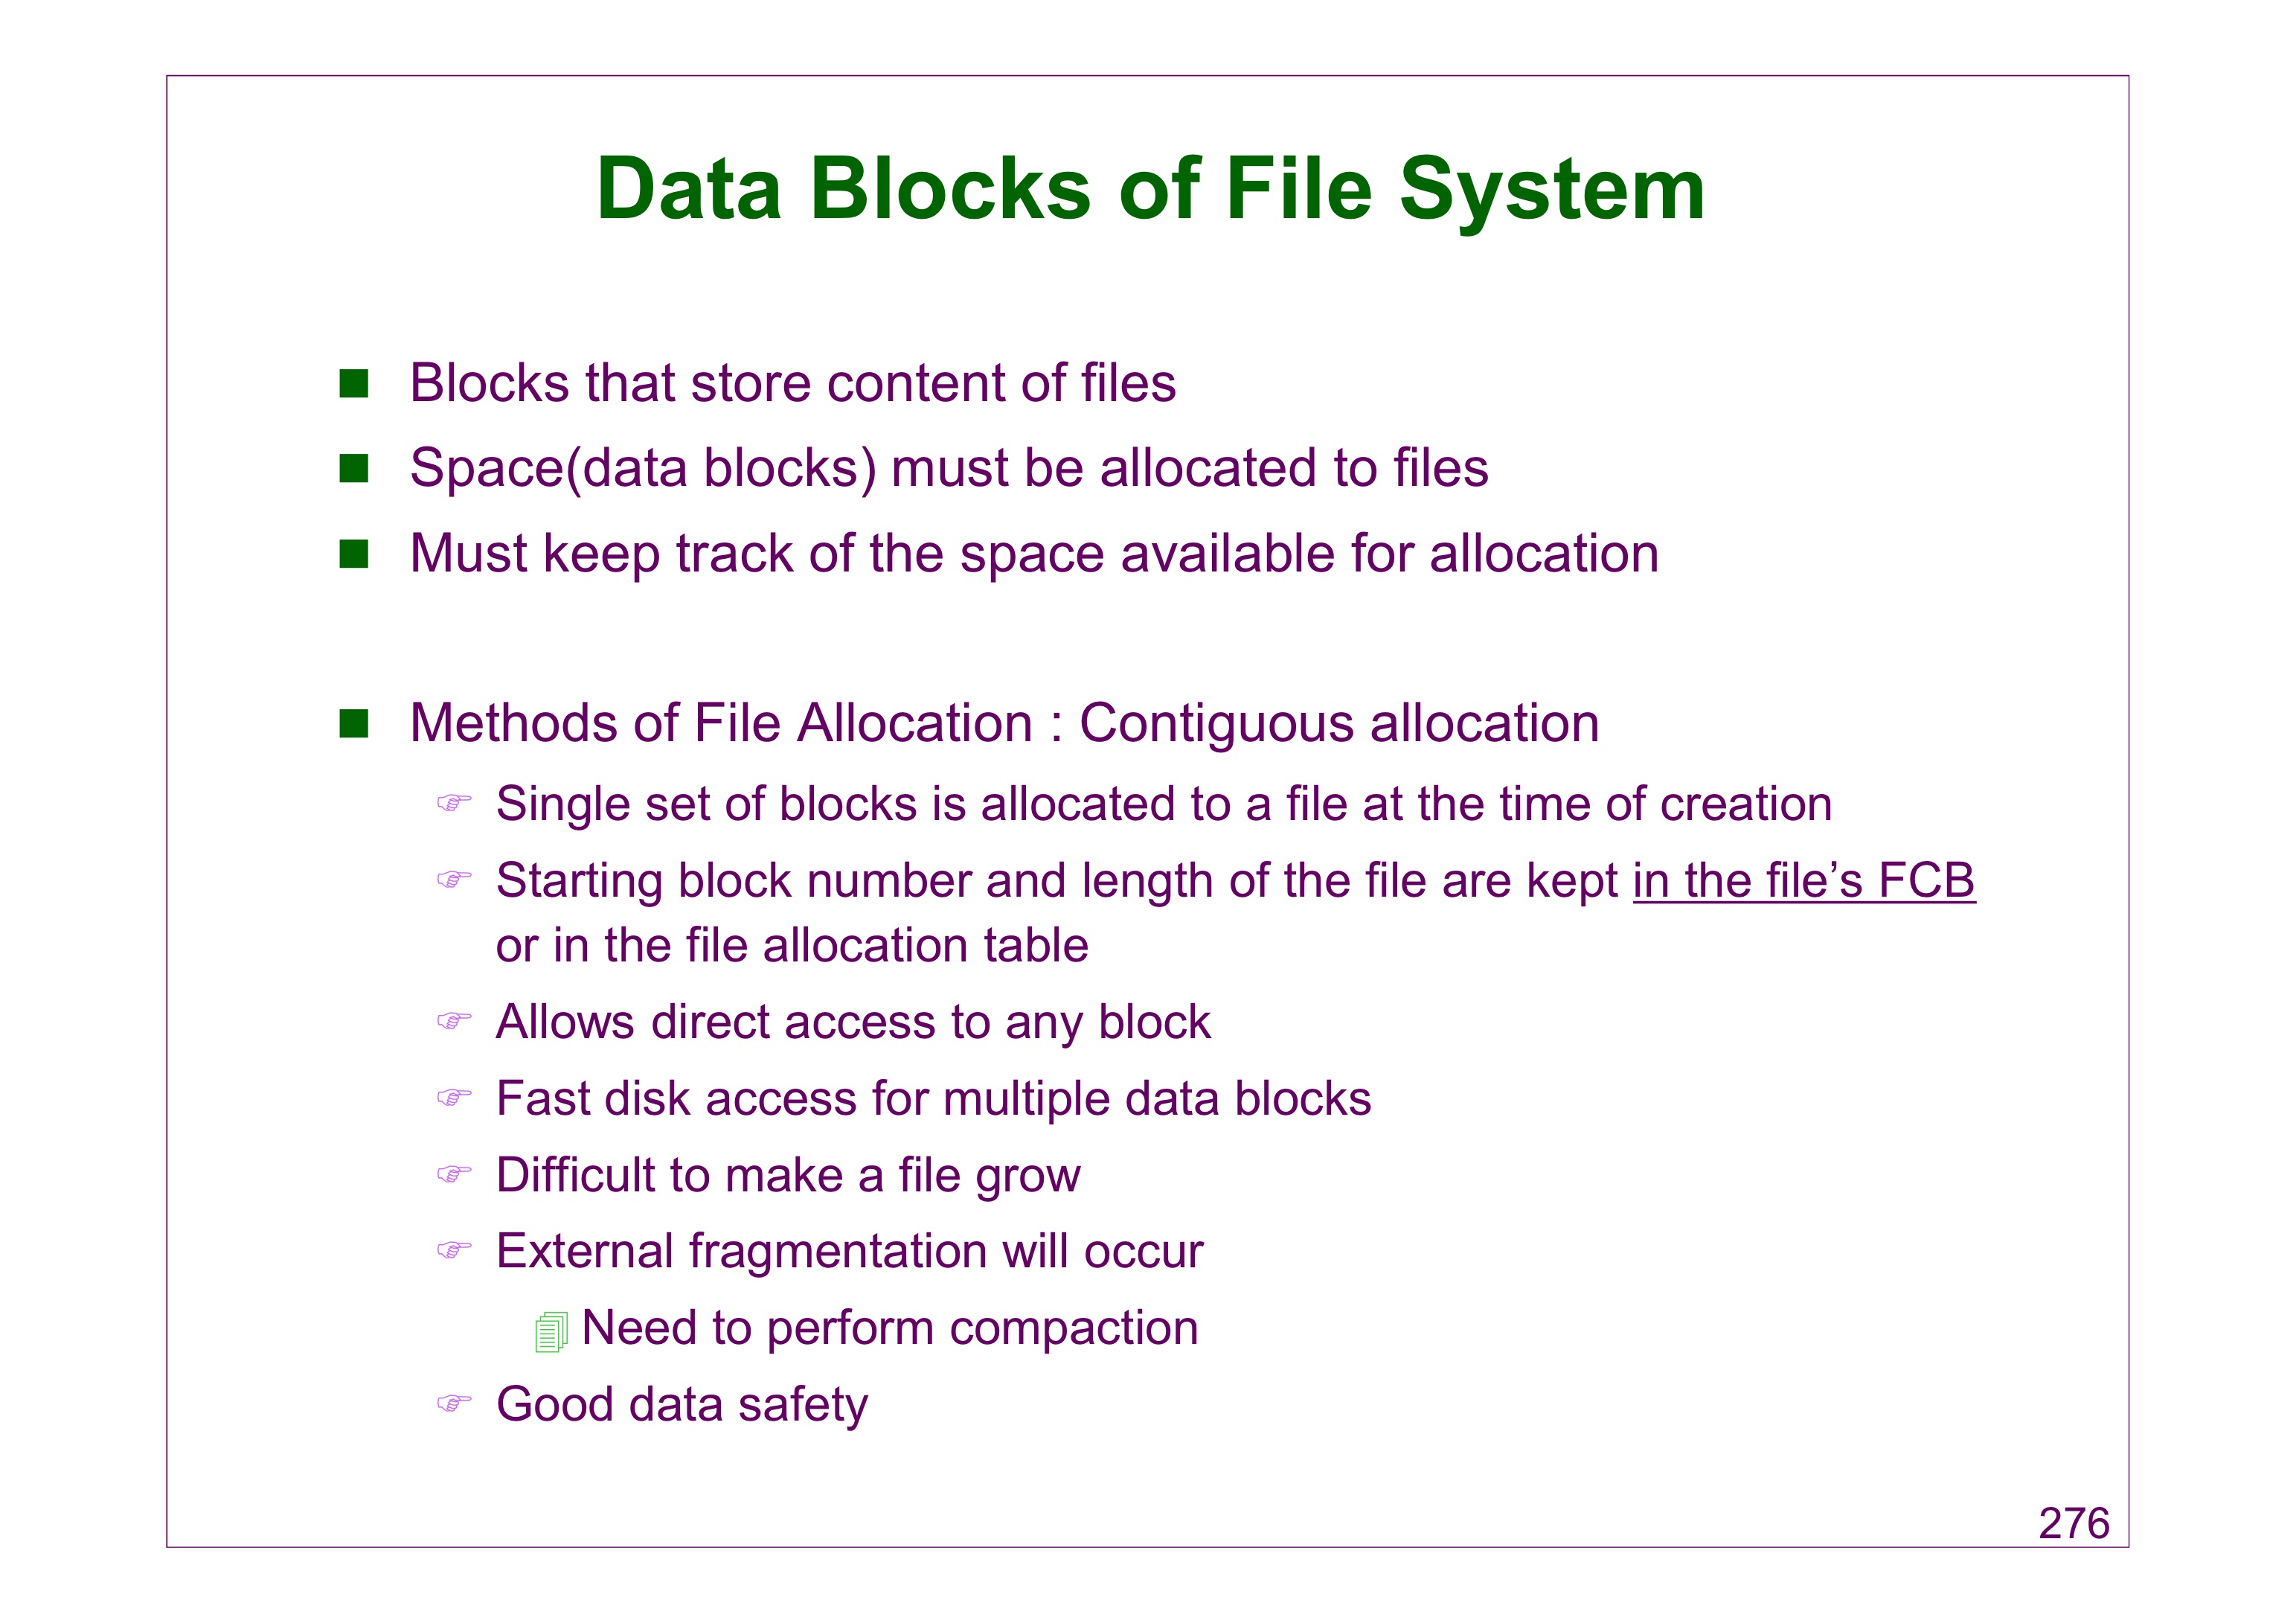 Data Blocks of File System
Blocks that store content of files
Space(data blocks) must be allocated to files
Must keep track of the space available for allocation
Methods of File Allocation : Contiguous allocation
Single set of blocks is allocated to a file at the time of creation
Starting block number and length of the file are kept in the file’s FCB
or in the file allocation table
Allows direct access to any block
Fast disk access for multiple data blocks
Difficult to make a file grow
External fragmentation will occur
Need to perform compaction
Good data safety
276